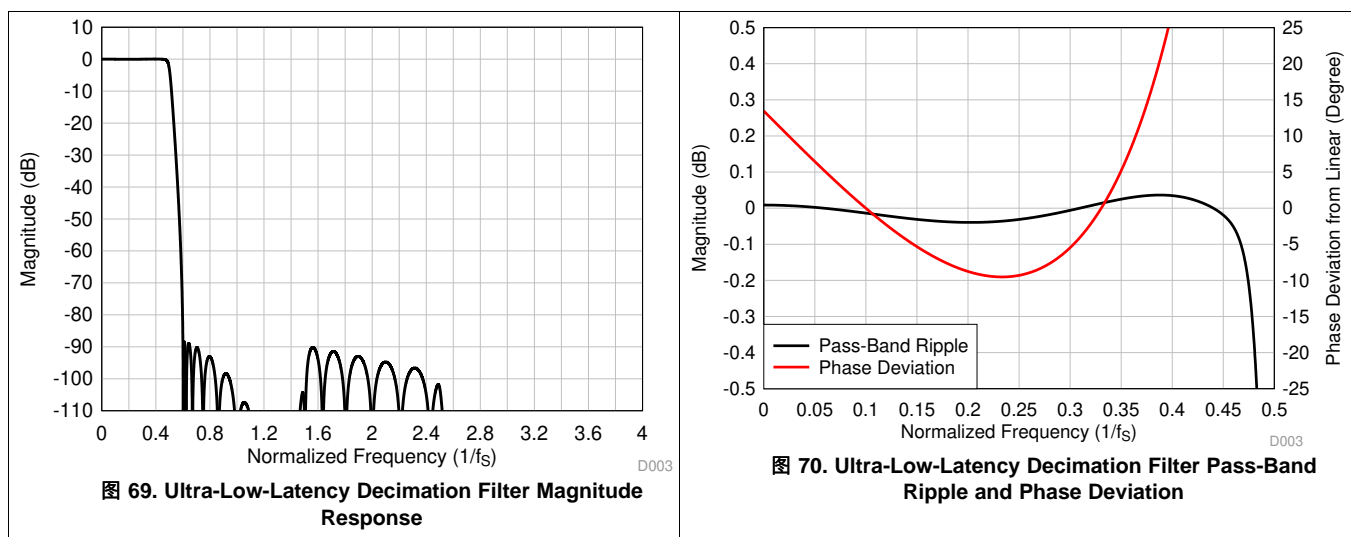 10
0
-10
-20
-30
-40
-50
-60
-70
-80
-90
-100
-110
Magnitude (dB)
0 0.4 0.8 1.2 1.6 2 2.4 2.8 3.2 3.6 4
Normalized Frequency (1/fS)
D003
图 69. Ultra-Low-Latency Decimation Filter Magnitude
Response
0.5
0.4
0.3
0.2
0.1
0
-0.1
-0.2
-0.3
-0.4
-0.5
Magnitude (dB)
25
20
15
10
5
0
-5
-10
-15
-20
-25
Phase Deviation from Linear (Degree)
Pass-Band Ripple
Phase Deviation
0 0.05 0.1 0.15 0.2 0.25 0.3 0.35 0.4 0.45 0.5
Normalized Frequency (1/fS)
D003
图 70. Ultra-Low-Latency Decimation Filter Pass-Band
Ripple and Phase Deviation